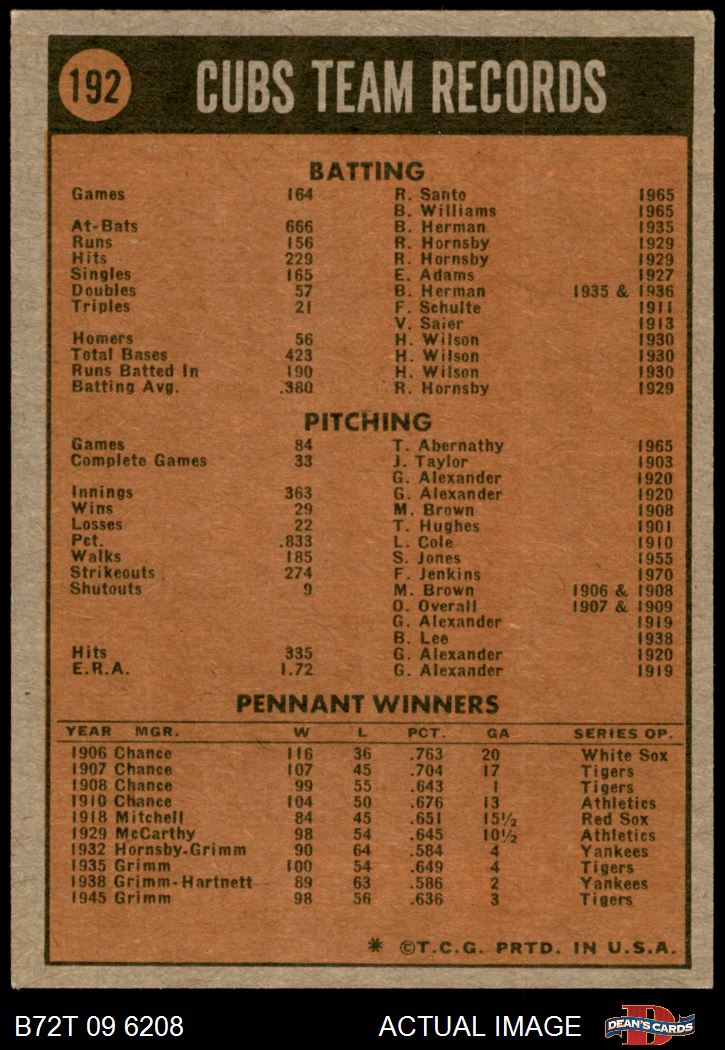 192 CUBS TEAM RECORDS
BATTING
Games 164 R. Santo 1965
B. Williams 1965
At-Bats 666 B. Herman 1935
Runs 156 R. Hornsby 1929
Hits 229 R. Hornsby 1929
Singles 165 E. Adams 1927
Doubles 57 B. Herman 1935 & 1936
Triples 21 F. Schulte 1911
V. Saier 1913
Homers 56 H. Wilson 1930
Total Bases 423 H. Wilson 1930
Runs Batted In 190 H. Wilson 1930
Batting Avg. .380 R. Hornsby 1929
PITCHING
Games 84 T. Abernathy 1965
Complete Games 33 J. Taylor 1903
G. Alexander 1920
Innings 363 G. Alexander 1920
Wins 29 M. Brown 1908
Losses 22 T. Hughes 1901
Pct. .833 L. Cole 1910
Walks 185 S. Jones 1955
Strikeouts 274 F. Jenkins 1970
Shutouts 9 M. Brown 1906 & 1908
O. Overall 1907 & 1909
G. Alexander 1919
B. Lee 1938
Hits 335 G. Alexander 1920
E.R.A. 1.72 G. Alexander 1919
PENNANT WINNERS
YEAR MGR. W L PCT. GA SERIES OP.
1906 Chance 116 36 .763 20 White Sox
1907 Chance 107 45 .704 17 Tigers
1908 Chance 99 55 .643 1 Tigers
1910 Chance 104 50 .676 13 Athletics
1918 Mitchell 84 45 .651 15½ Red Sox
1929 McCarthy 98 54 .645 10½ Athletics
1932 Hornsby-Grimm 90 64 .584 4 Yankees
1935 Grimm 100 54 .649 4 Tigers
1938 Grimm-Hartnett 89 63 .586 2 Yankees
1945 Grimm 98 56 .636 3 Tigers
* ©T.C.G. PRTD. IN U.S.A.
B72T 09 6208 ACTUAL IMAGE DEAN'S CARDS